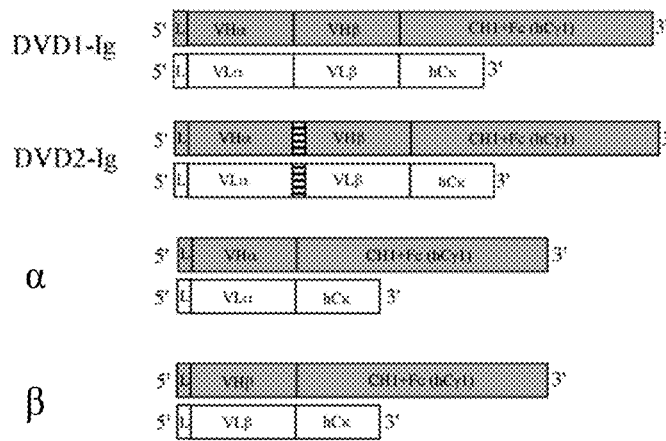 DVD1-Ig
5' L VHα VHβ CH1+Fc (hCγ1)
5' L VLα VLβ hCκ 3'
DVD2-Ig
5' L VHα VHβ CH1+Fc (hCγ1) 3'
5' L VLα VLβ hCκ 3'
α
5' L VHα CH1+Fc (hCγ1) 3'
5' L VLα hCκ 3'
β
5' L VHβ CH1+Fc (hCγ1) 3'
5' L VLβ hCκ 3'